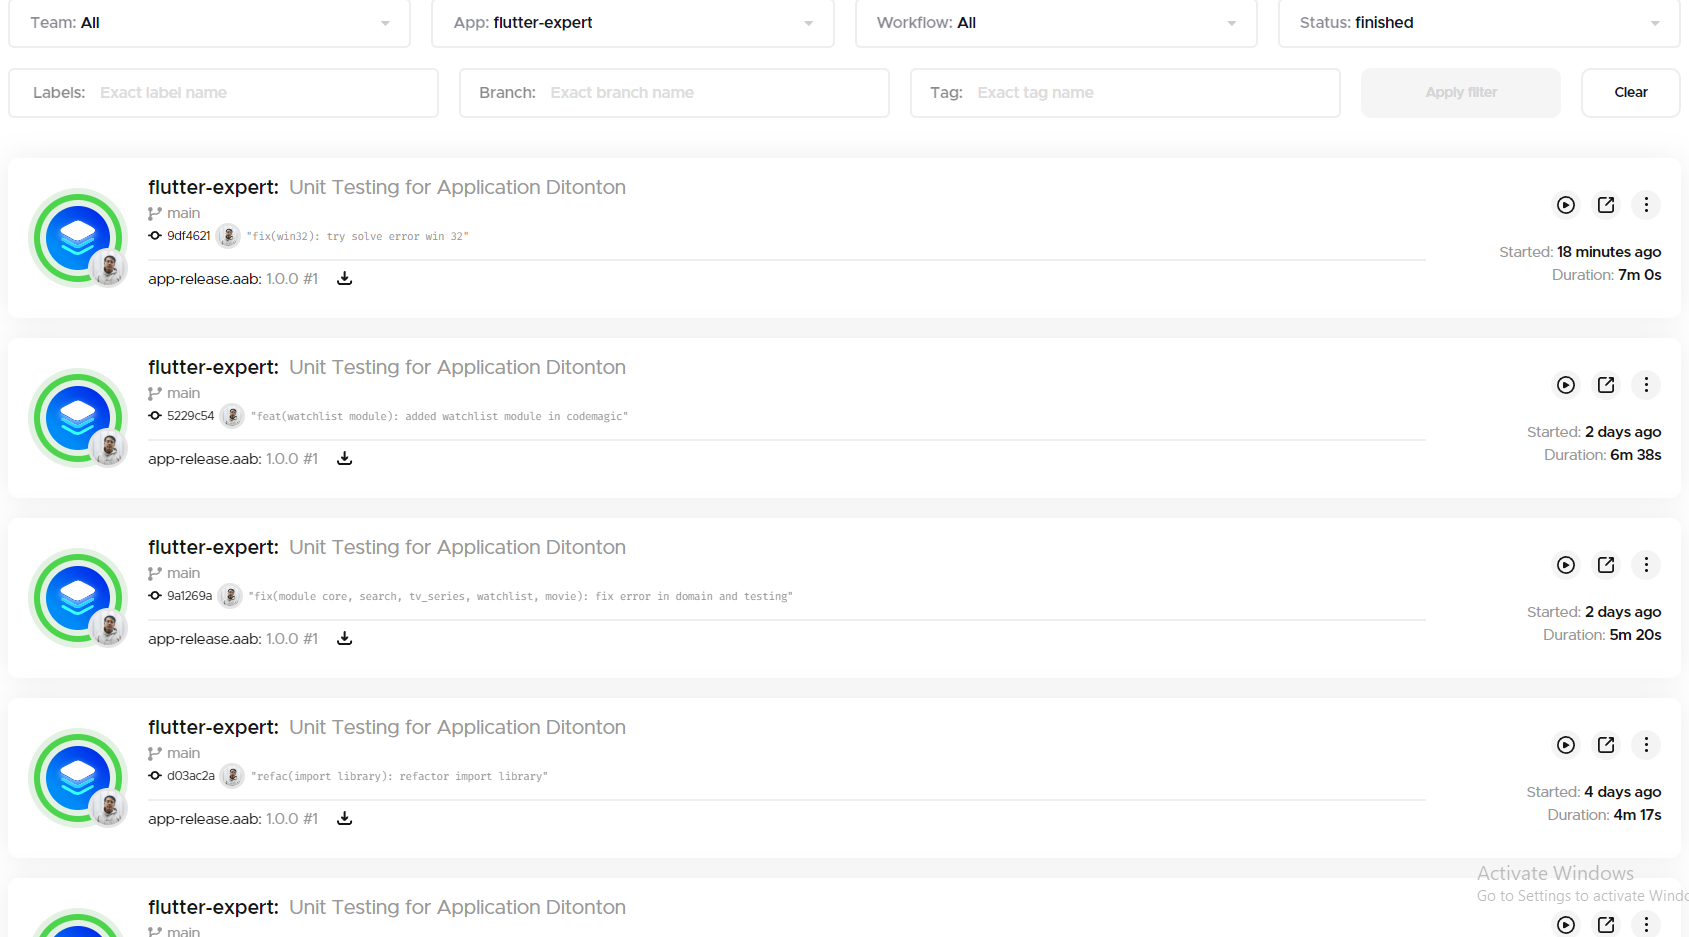 Team: All
App: flutter-expert
Workflow: All
Status: finished
Labels: Exact label name
Branch: Exact branch name
Tag: Exact tag name
Apply filter
Clear
flutter-expert: Unit Testing for Application Ditonton
main
9df4621 "fix(win32): try solve error win 32"
Started: 18 minutes ago
Duration: 7m 0s
app-release.aab: 1.0.0 #1
flutter-expert: Unit Testing for Application Ditonton
main
5229c54 "feat(watchlist module): added watchlist module in codemagic"
Started: 2 days ago
Duration: 6m 38s
app-release.aab: 1.0.0 #1
flutter-expert: Unit Testing for Application Ditonton
main
9a1269a "fix(module core, search, tv_series, watchlist, movie): fix error in domain and testing"
Started: 2 days ago
Duration: 5m 20s
app-release.aab: 1.0.0 #1
flutter-expert: Unit Testing for Application Ditonton
main
d03ac2a "refac(import library): refactor import library"
Started: 4 days ago
Duration: 4m 17s
app-release.aab: 1.0.0 #1
Activate Windows
Go to Settings to activate Windo
flutter-expert: Unit Testing for Application Ditonton
main